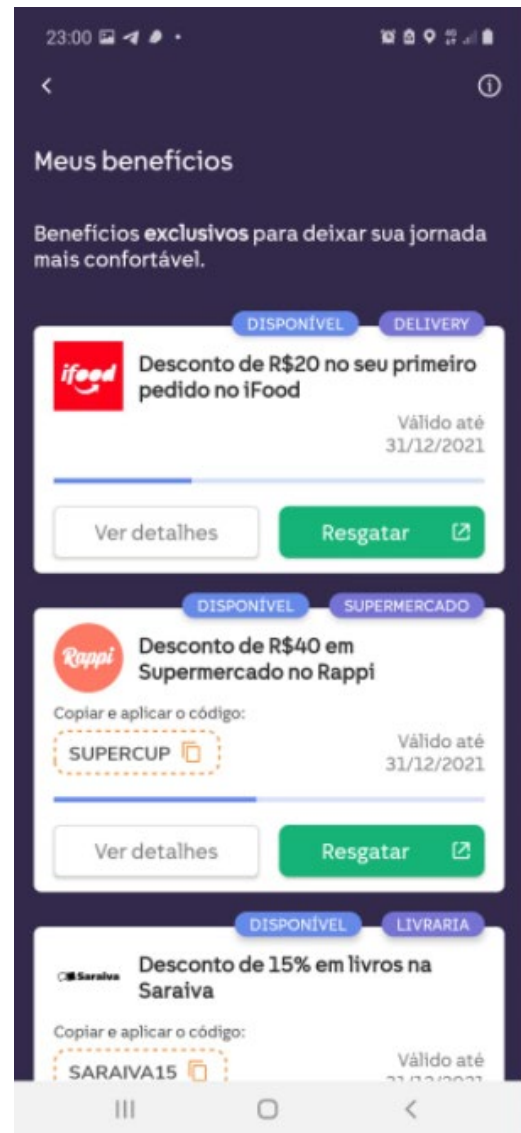 23:00
Meus benefícios
Benefícios exclusivos para deixar sua jornada
mais confortável.
DISPONÍVEL DELIVERY
ifood
Desconto de R$20 no seu primeiro
pedido no iFood
Válido até
31/12/2021
Ver detalhes Resgatar
DISPONÍVEL SUPERMERCADO
Rappi
Desconto de R$40 em
Supermercado no Rappi
Copiar e aplicar o código:
SUPERCUP
Válido até
31/12/2021
Ver detalhes Resgatar
DISPONÍVEL LIVRARIA
Saraiva
Desconto de 15% em livros na
Saraiva
Copiar e aplicar o código:
SARAIVA15
Válido até
31/12/2021